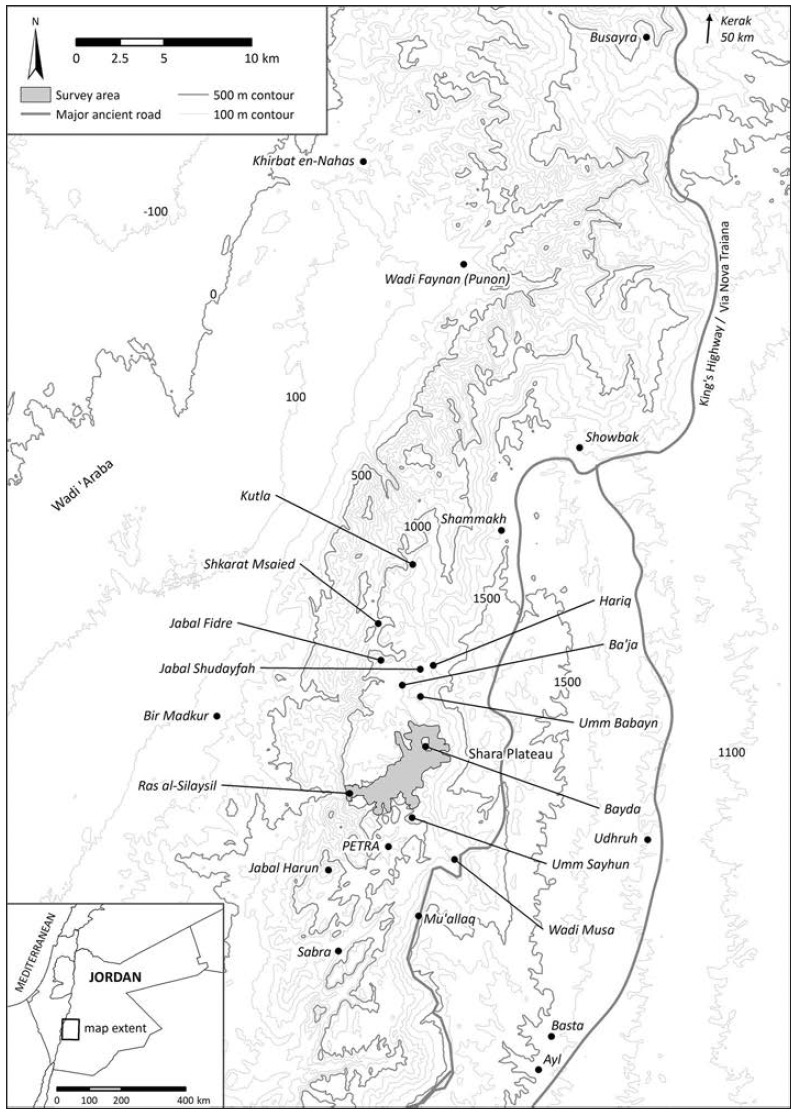 N
0 2.5 5 10 km
Survey area
500 m contour
Major ancient road
100 m contour
Kerak
50 km
Busayra
Khirbat en-Nahas
-100
Wadi Faynan (Punon)
0
King's Highway / Via Nova Traiana
100
Showbak
Wadi 'Araba
500
Kutla
1000
Shammakh
Shkarat Msaied
1500
Hariq
Jabal Fidre
Ba'ja
Jabal Shudayfah
1500
Bir Madkur
Umm Babayn
Shara Plateau
1100
Ras al-Silaysil
Bayda
Udhruh
PETRA
Umm Sayhun
Jabal Harun
Mu'allaq
Wadi Musa
Sabra
MEDITERRANEAN
JORDAN
map extent
Basta
Ayl
0 100 200 400 km